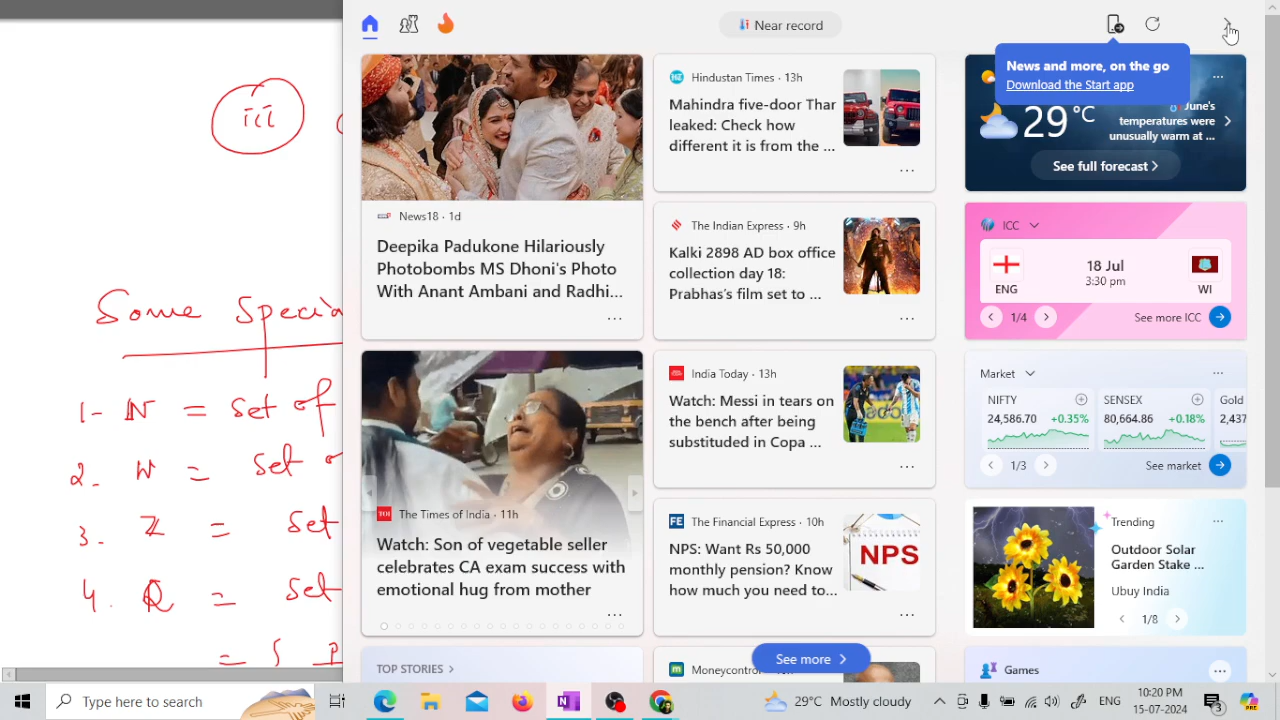 iii
Some Specia
1- N = Set of
2. W = Set o
3. Z = Set
4. Q = Set
= {
Near record
News and more, on the go
Download the Start app
News18 · 1d
Deepika Padukone Hilariously
Photobombs MS Dhoni's Photo
With Anant Ambani and Radhi...
TOI The Times of India · 11h
Watch: Son of vegetable seller
celebrates CA exam success with
emotional hug from mother
TOP STORIES
Hindustan Times · 13h
Mahindra five-door Thar
leaked: Check how
different it is from the ...
The Indian Express · 9h
Kalki 2898 AD box office
collection day 18:
Prabhas's film set to ...
India Today · 13h
Watch: Messi in tears on
the bench after being
substituded in Copa ...
FE The Financial Express · 10h
NPS: Want Rs 50,000
monthly pension? Know
how much you need to...
NPS
Moneycontro
See more
29 °C
June's
temperatures were
unusually warm at ...
See full forecast
ICC
ENG
18 Jul
3:30 pm
WI
1/4
See more ICC
Market
NIFTY
24,586.70 +0.35%
SENSEX
80,664.86 +0.18%
Gold
2,437
1/3
See market
Trending
Outdoor Solar
Garden Stake ...
Ubuy India
1/8
Games
Type here to search
29°C Mostly cloudy
ENG
10:20 PM
15-07-2024
3